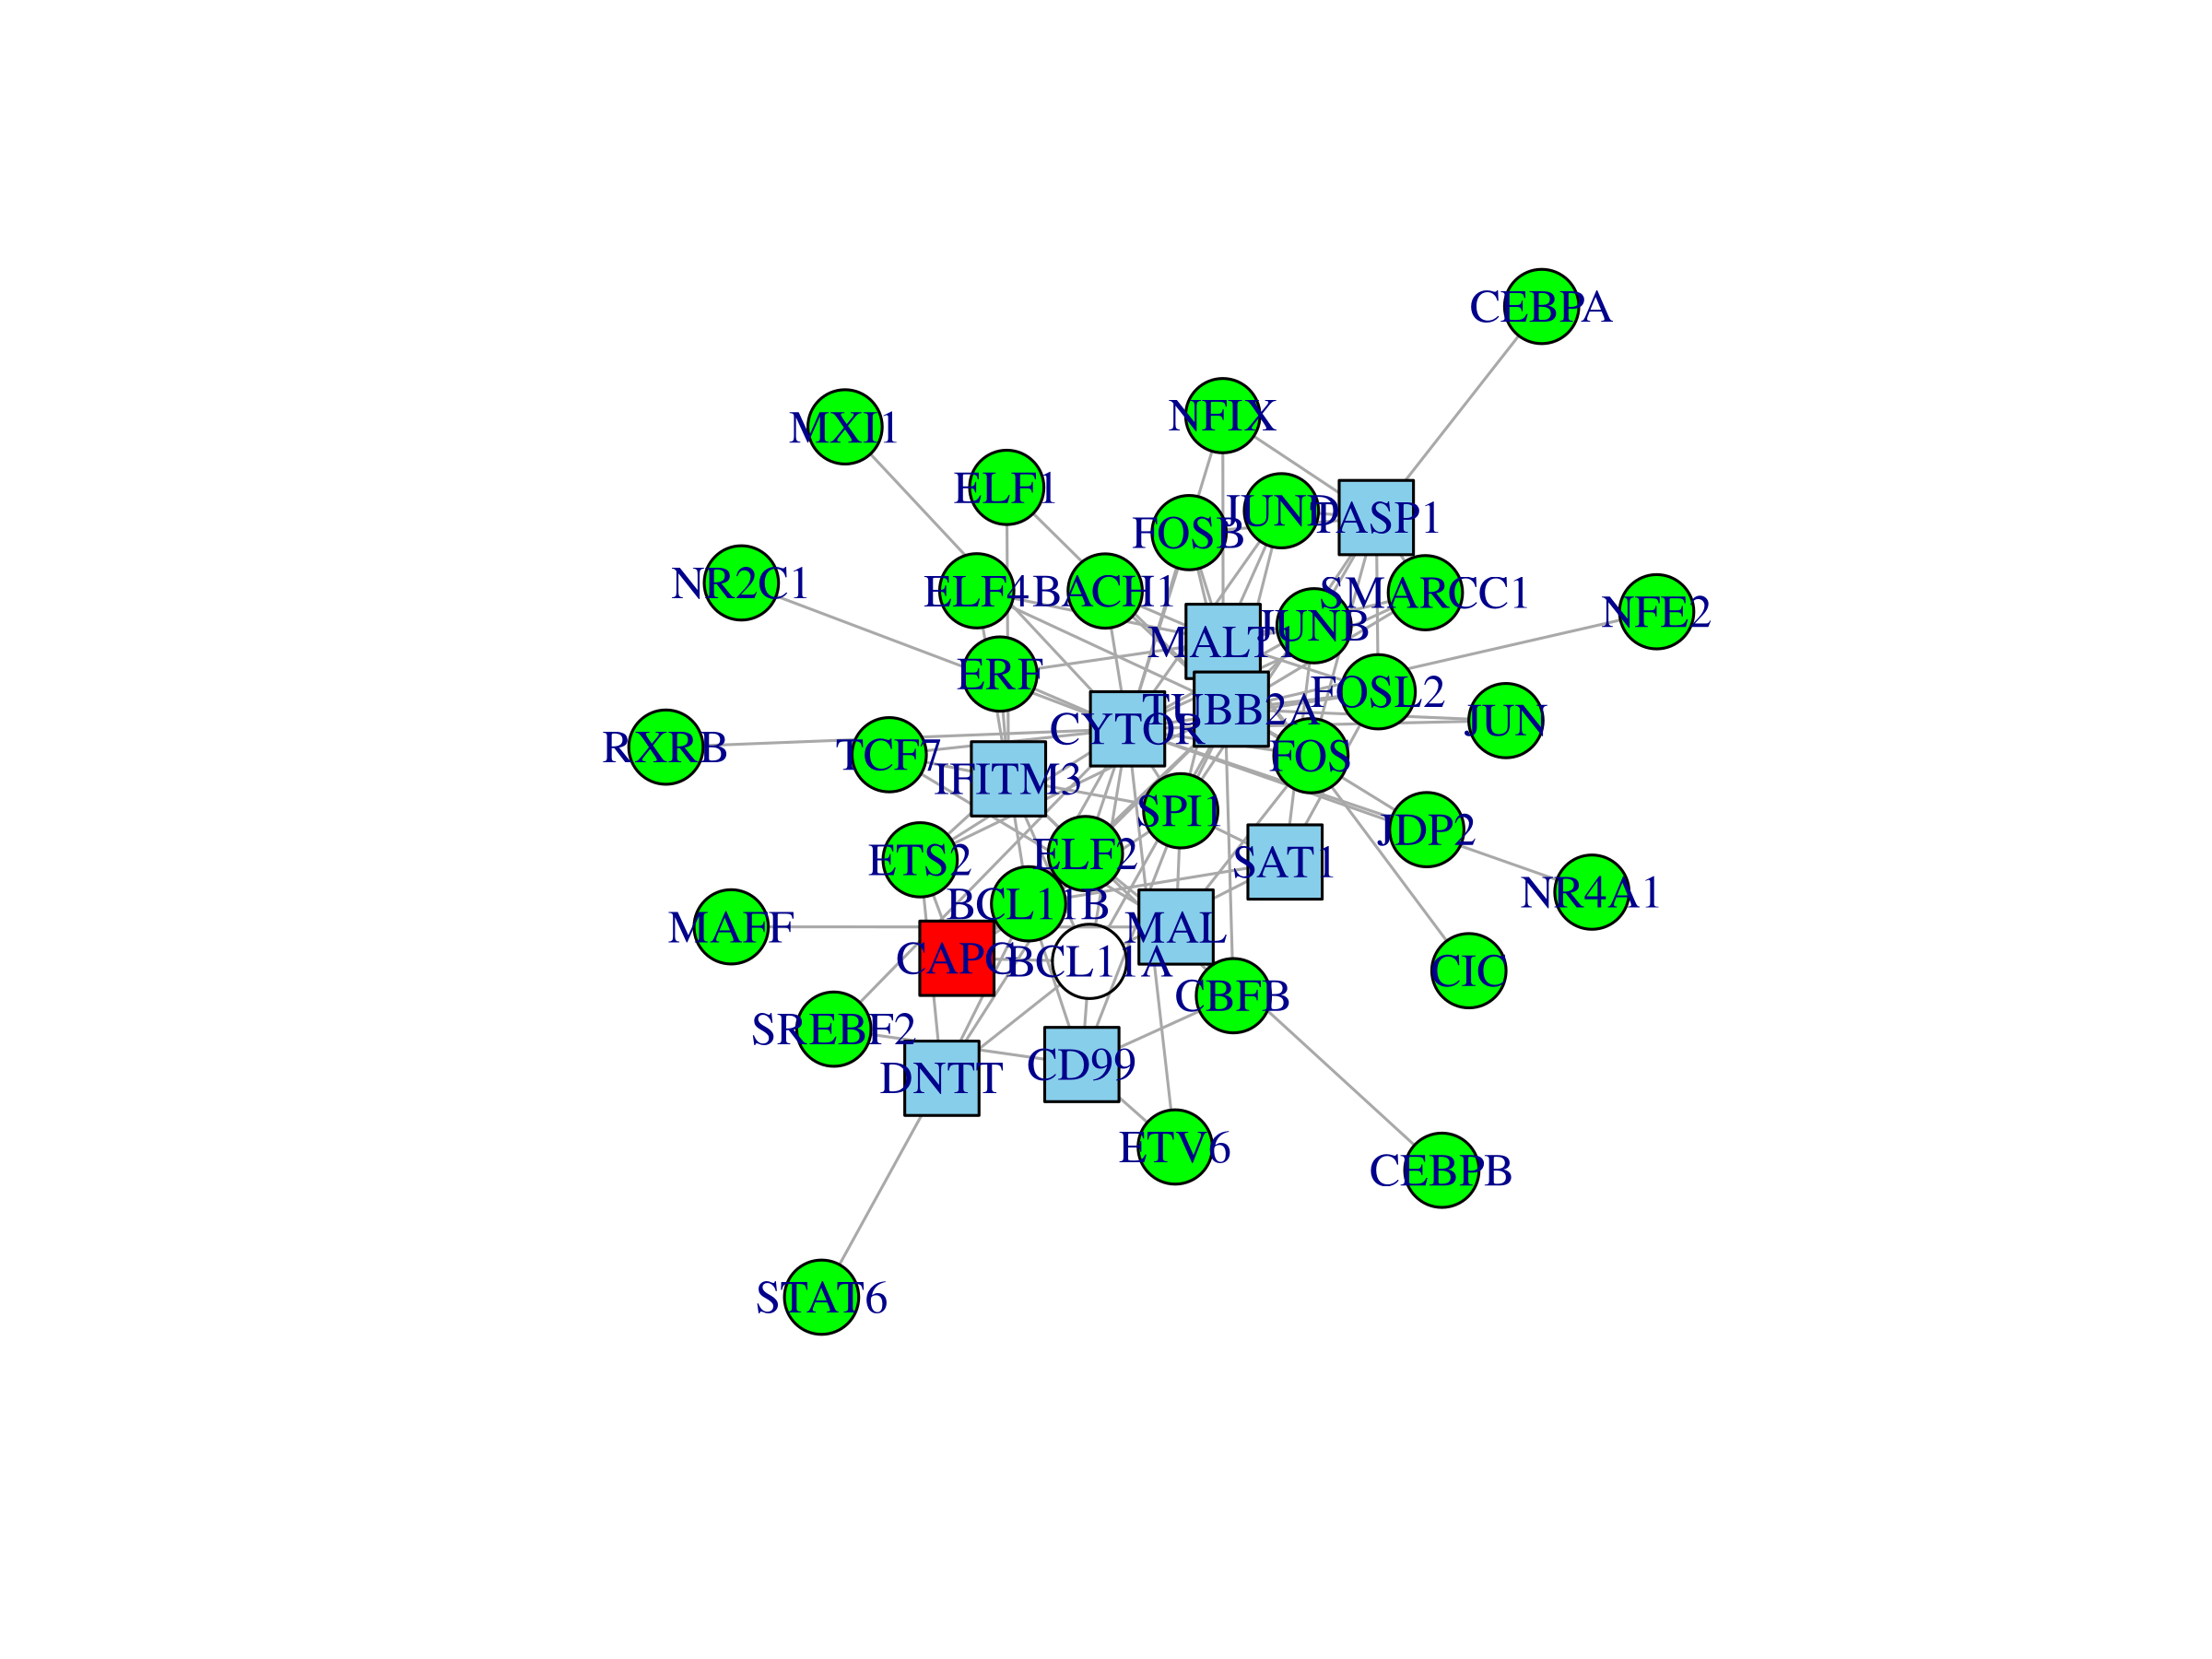 CEBPA
NFIX
MXI1
ELF1
JUND
PASP1
FOSB
NR2C1
ELF4
BACH1
SMARCC1
NFE2
JUNB
MALT1
ERF
FOSL2
TUBB2A
JUN
CYTOR
RXRB
TCF7
FOS
IFITM3
SPI1
JDP2
ELF2
ETS2
SAT1
NR4A1
BCL11B
MAFF
MAL
CAPG
BCL11A
CIC
CBFB
SREBF2
CD99
DNTT
ETV6
CEBPB
STAT6